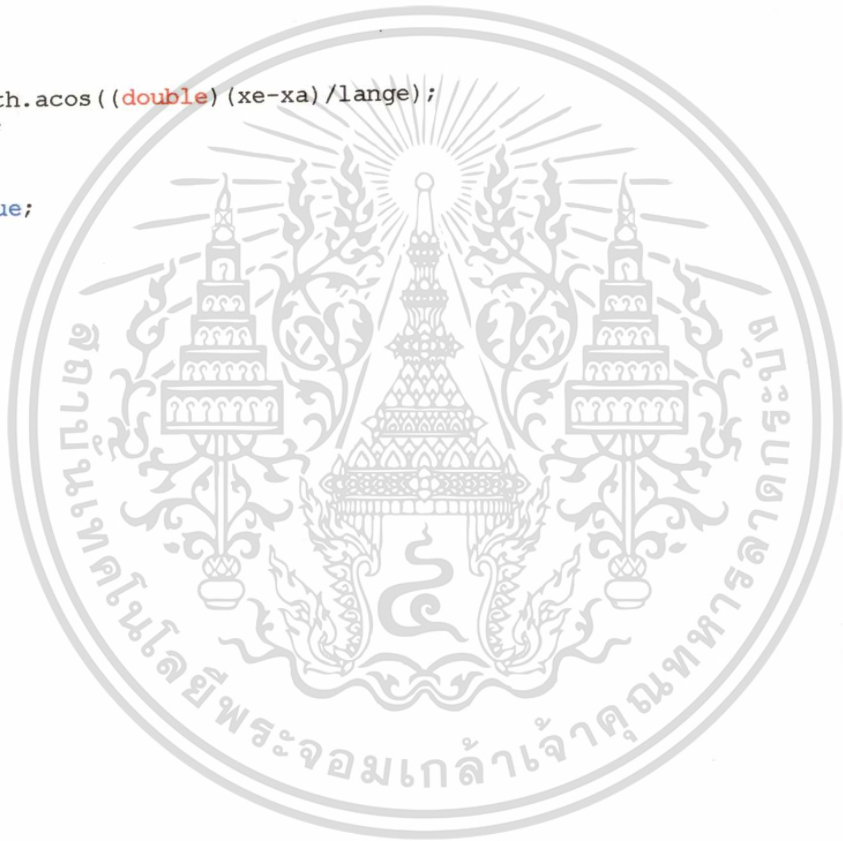 th.acos((double)(xe-xa)/lange);
ue;
สถาบันเทคโนโลยีพระจอมเกล้าเจ้าคุณทหารลาดกระบัง